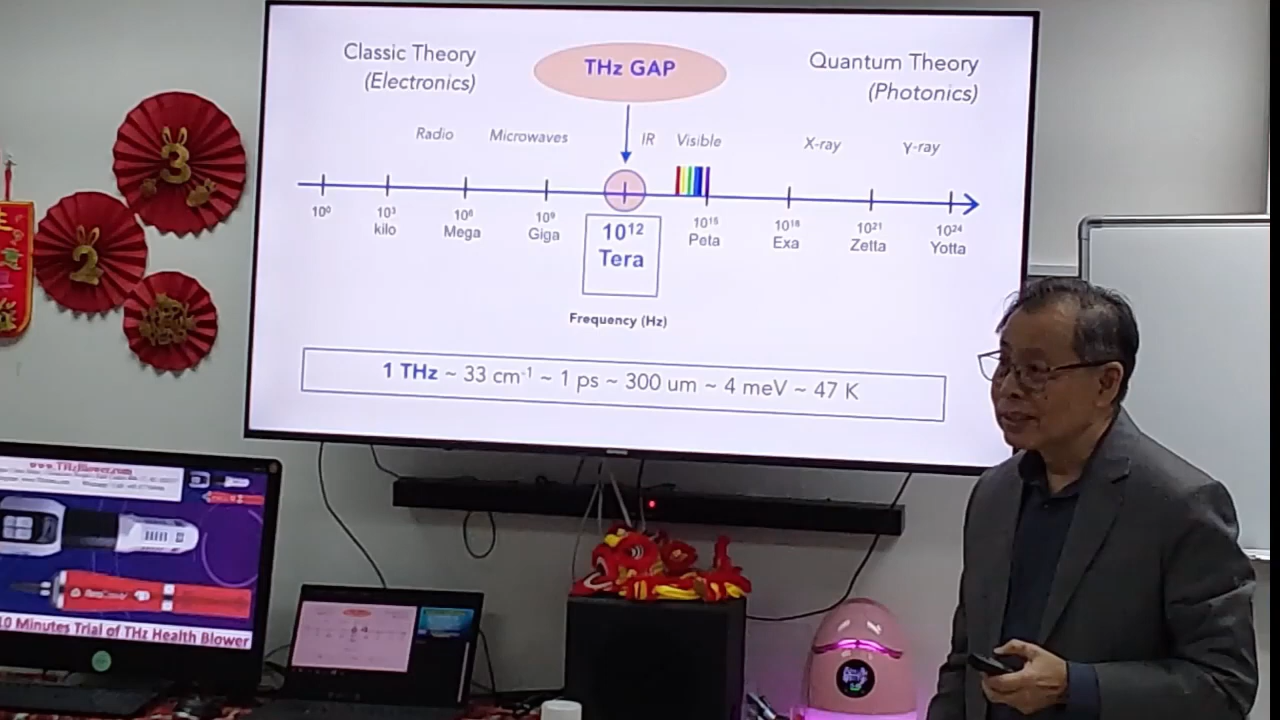 Classic Theory
(Electronics)
THz GAP
Quantum Theory
(Photonics)
Radio
Microwaves
IR
Visible
X-ray
Y-ray
10⁰
10³
kilo
10⁶
Mega
10⁹
Giga
10¹²
Tera
10¹⁵
Peta
10¹⁸
Exa
10²¹
Zetta
10²⁴
Yotta
Frequency (Hz)
1 THz ~ 33 cm⁻¹ ~ 1 ps ~ 300 um ~ 4 meV ~ 47 K
3
2
www.THzBlower.com
10 Minutes Trial of THz Health Blower